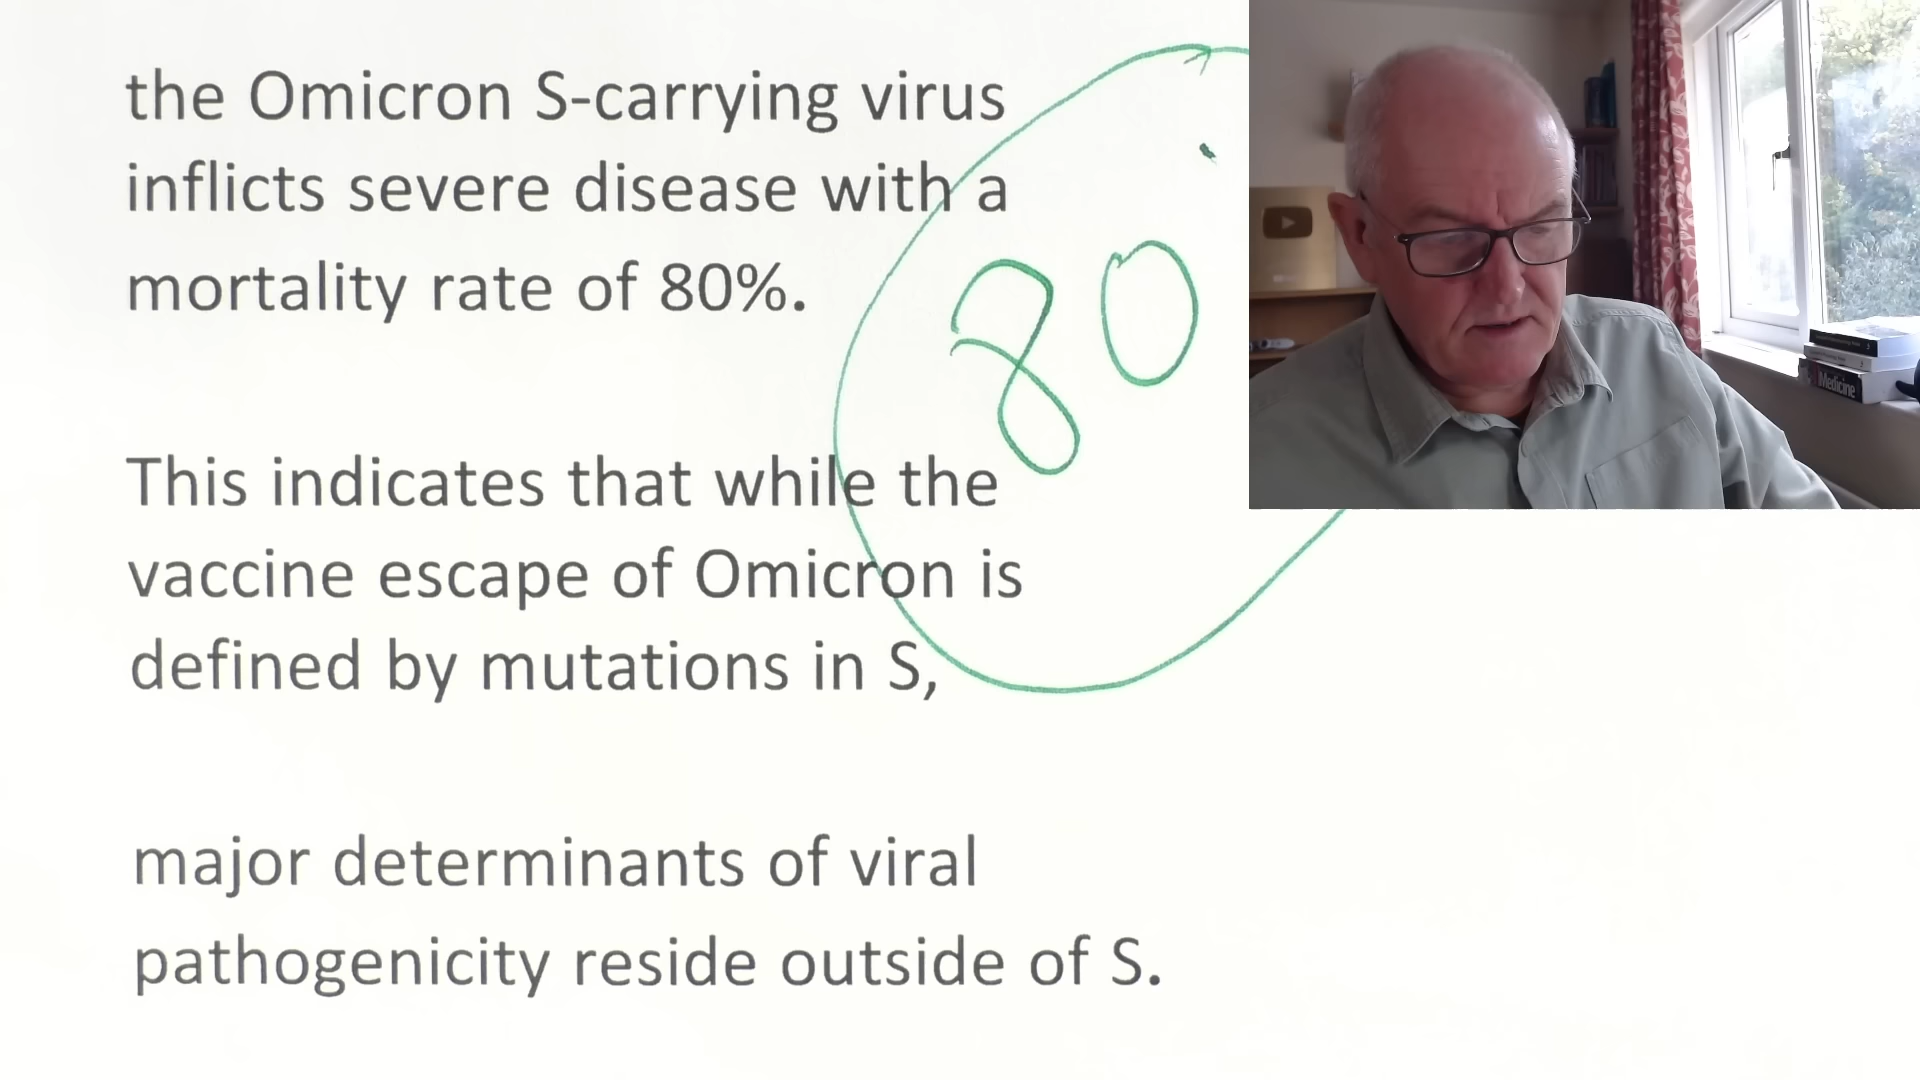 the Omicron S-carrying virus
inflicts severe disease with a
mortality rate of 80%.
80
This indicates that while the
vaccine escape of Omicron is
defined by mutations in S,
major determinants of viral
pathogenicity reside outside of S.
Medicine